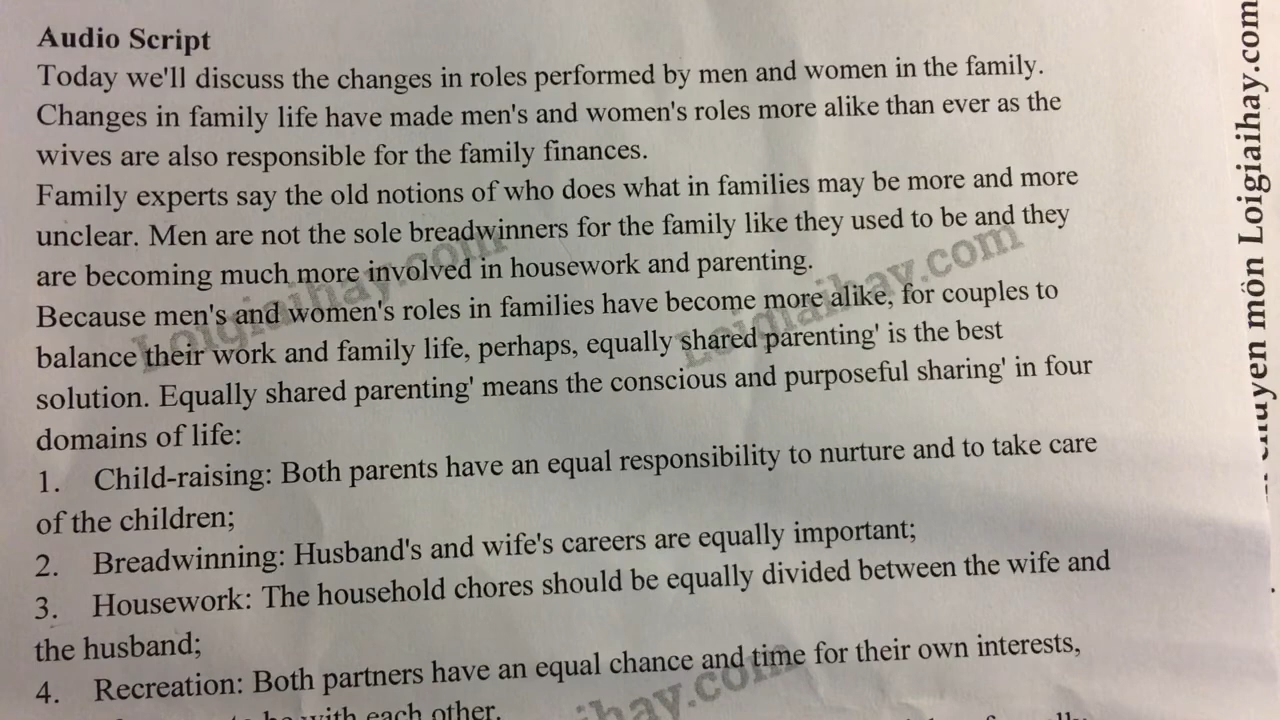 Audio Script
Today we'll discuss the changes in roles performed by men and women in the family.
Changes in family life have made men's and women's roles more alike than ever as the
wives are also responsible for the family finances.
Family experts say the old notions of who does what in families may be more and more
unclear. Men are not the sole breadwinners for the family like they used to be and they
are becoming much more involved in housework and parenting.
Because men's and women's roles in families have become more alike, for couples to
balance their work and family life, perhaps, equally shared parenting' is the best
solution. Equally shared parenting' means the conscious and purposeful sharing' in four
domains of life:
1. Child-raising: Both parents have an equal responsibility to nurture and to take care
of the children;
2. Breadwinning: Husband's and wife's careers are equally important;
3. Housework: The household chores should be equally divided between the wife and
the husband;
4. Recreation: Both partners have an equal chance and time for their own interests,
with each other.
Loigiaihay.com
Loigiaihay.com
ihay.com
môn Loigiaihay.com